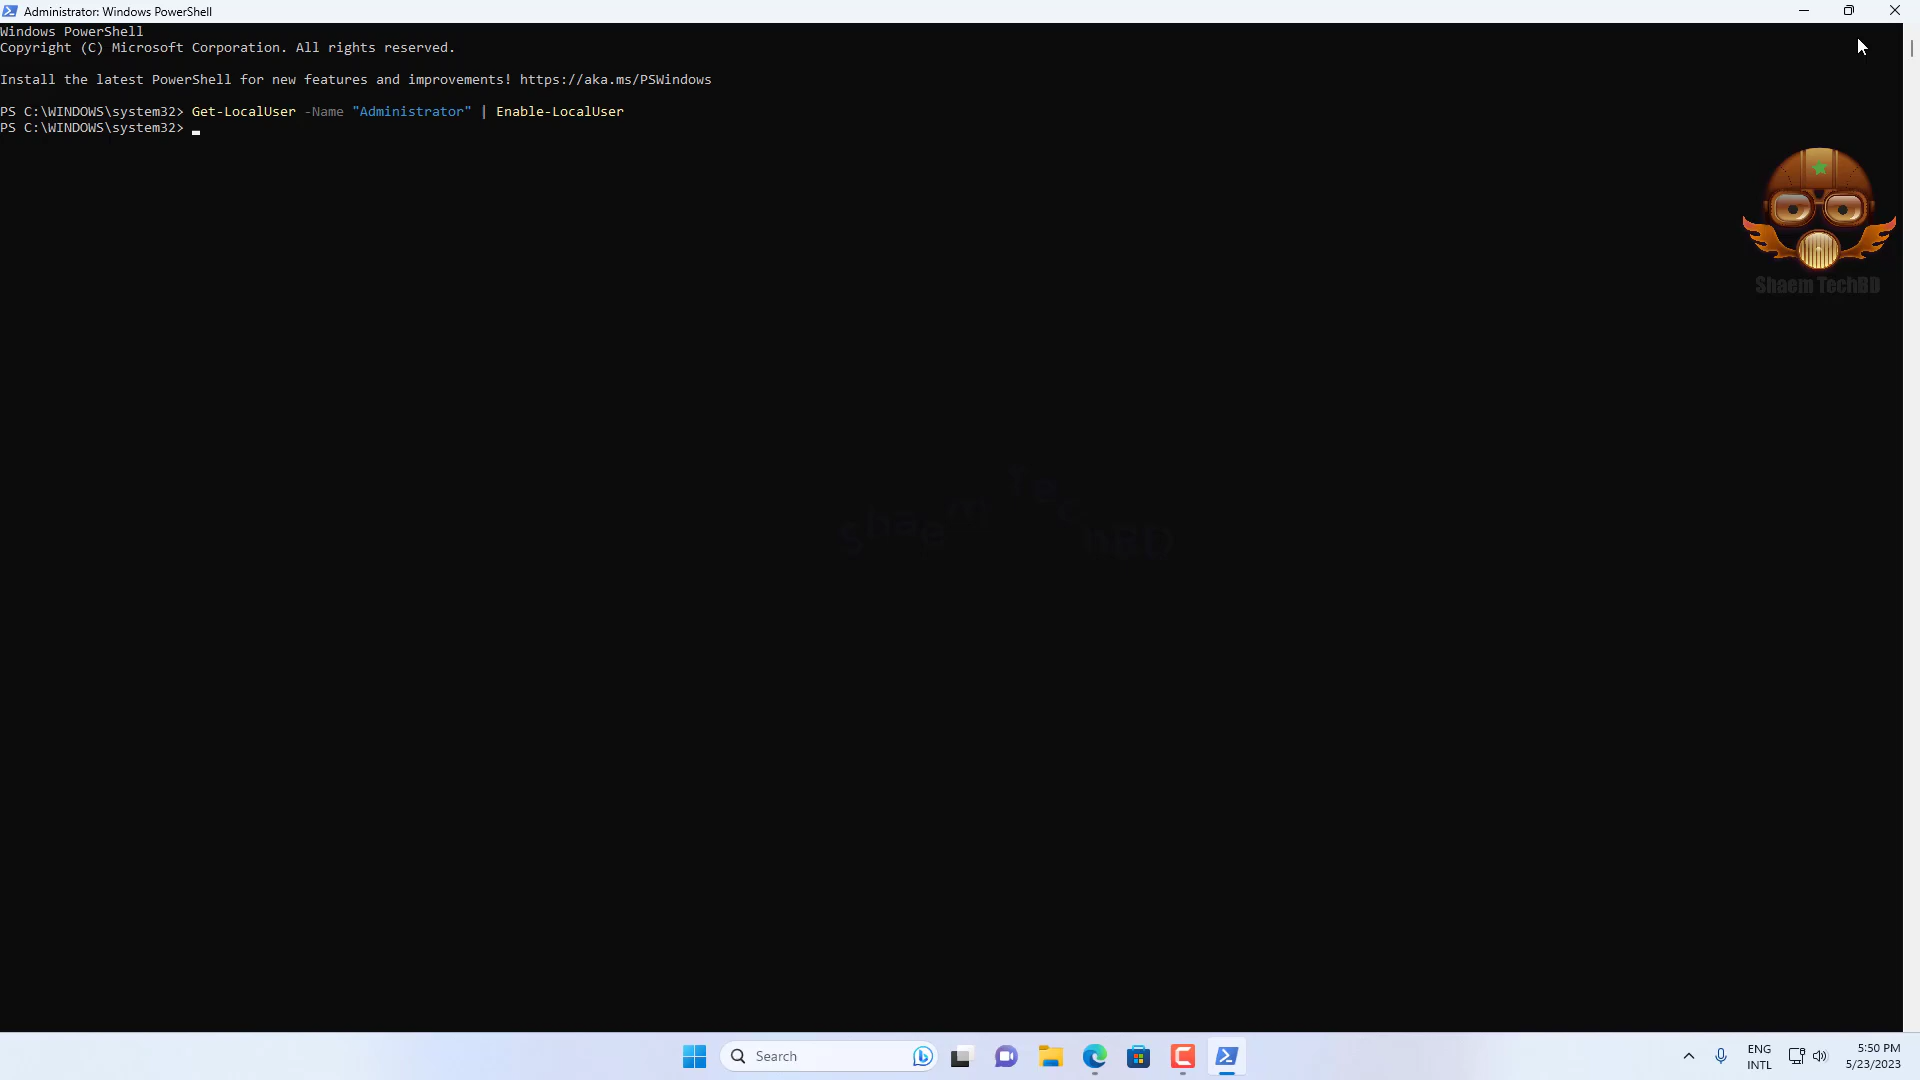 Administrator: Windows PowerShell
Windows PowerShell
Copyright (C) Microsoft Corporation. All rights reserved.
Install the latest PowerShell for new features and improvements! https://aka.ms/PSWindows
PS C:\WINDOWS\system32> Get-LocalUser -Name "Administrator" | Enable-LocalUser
PS C:\WINDOWS\system32>
Shaem TechBD
Shaem TechBD
Search
ENG
INTL
5:50 PM
5/23/2023